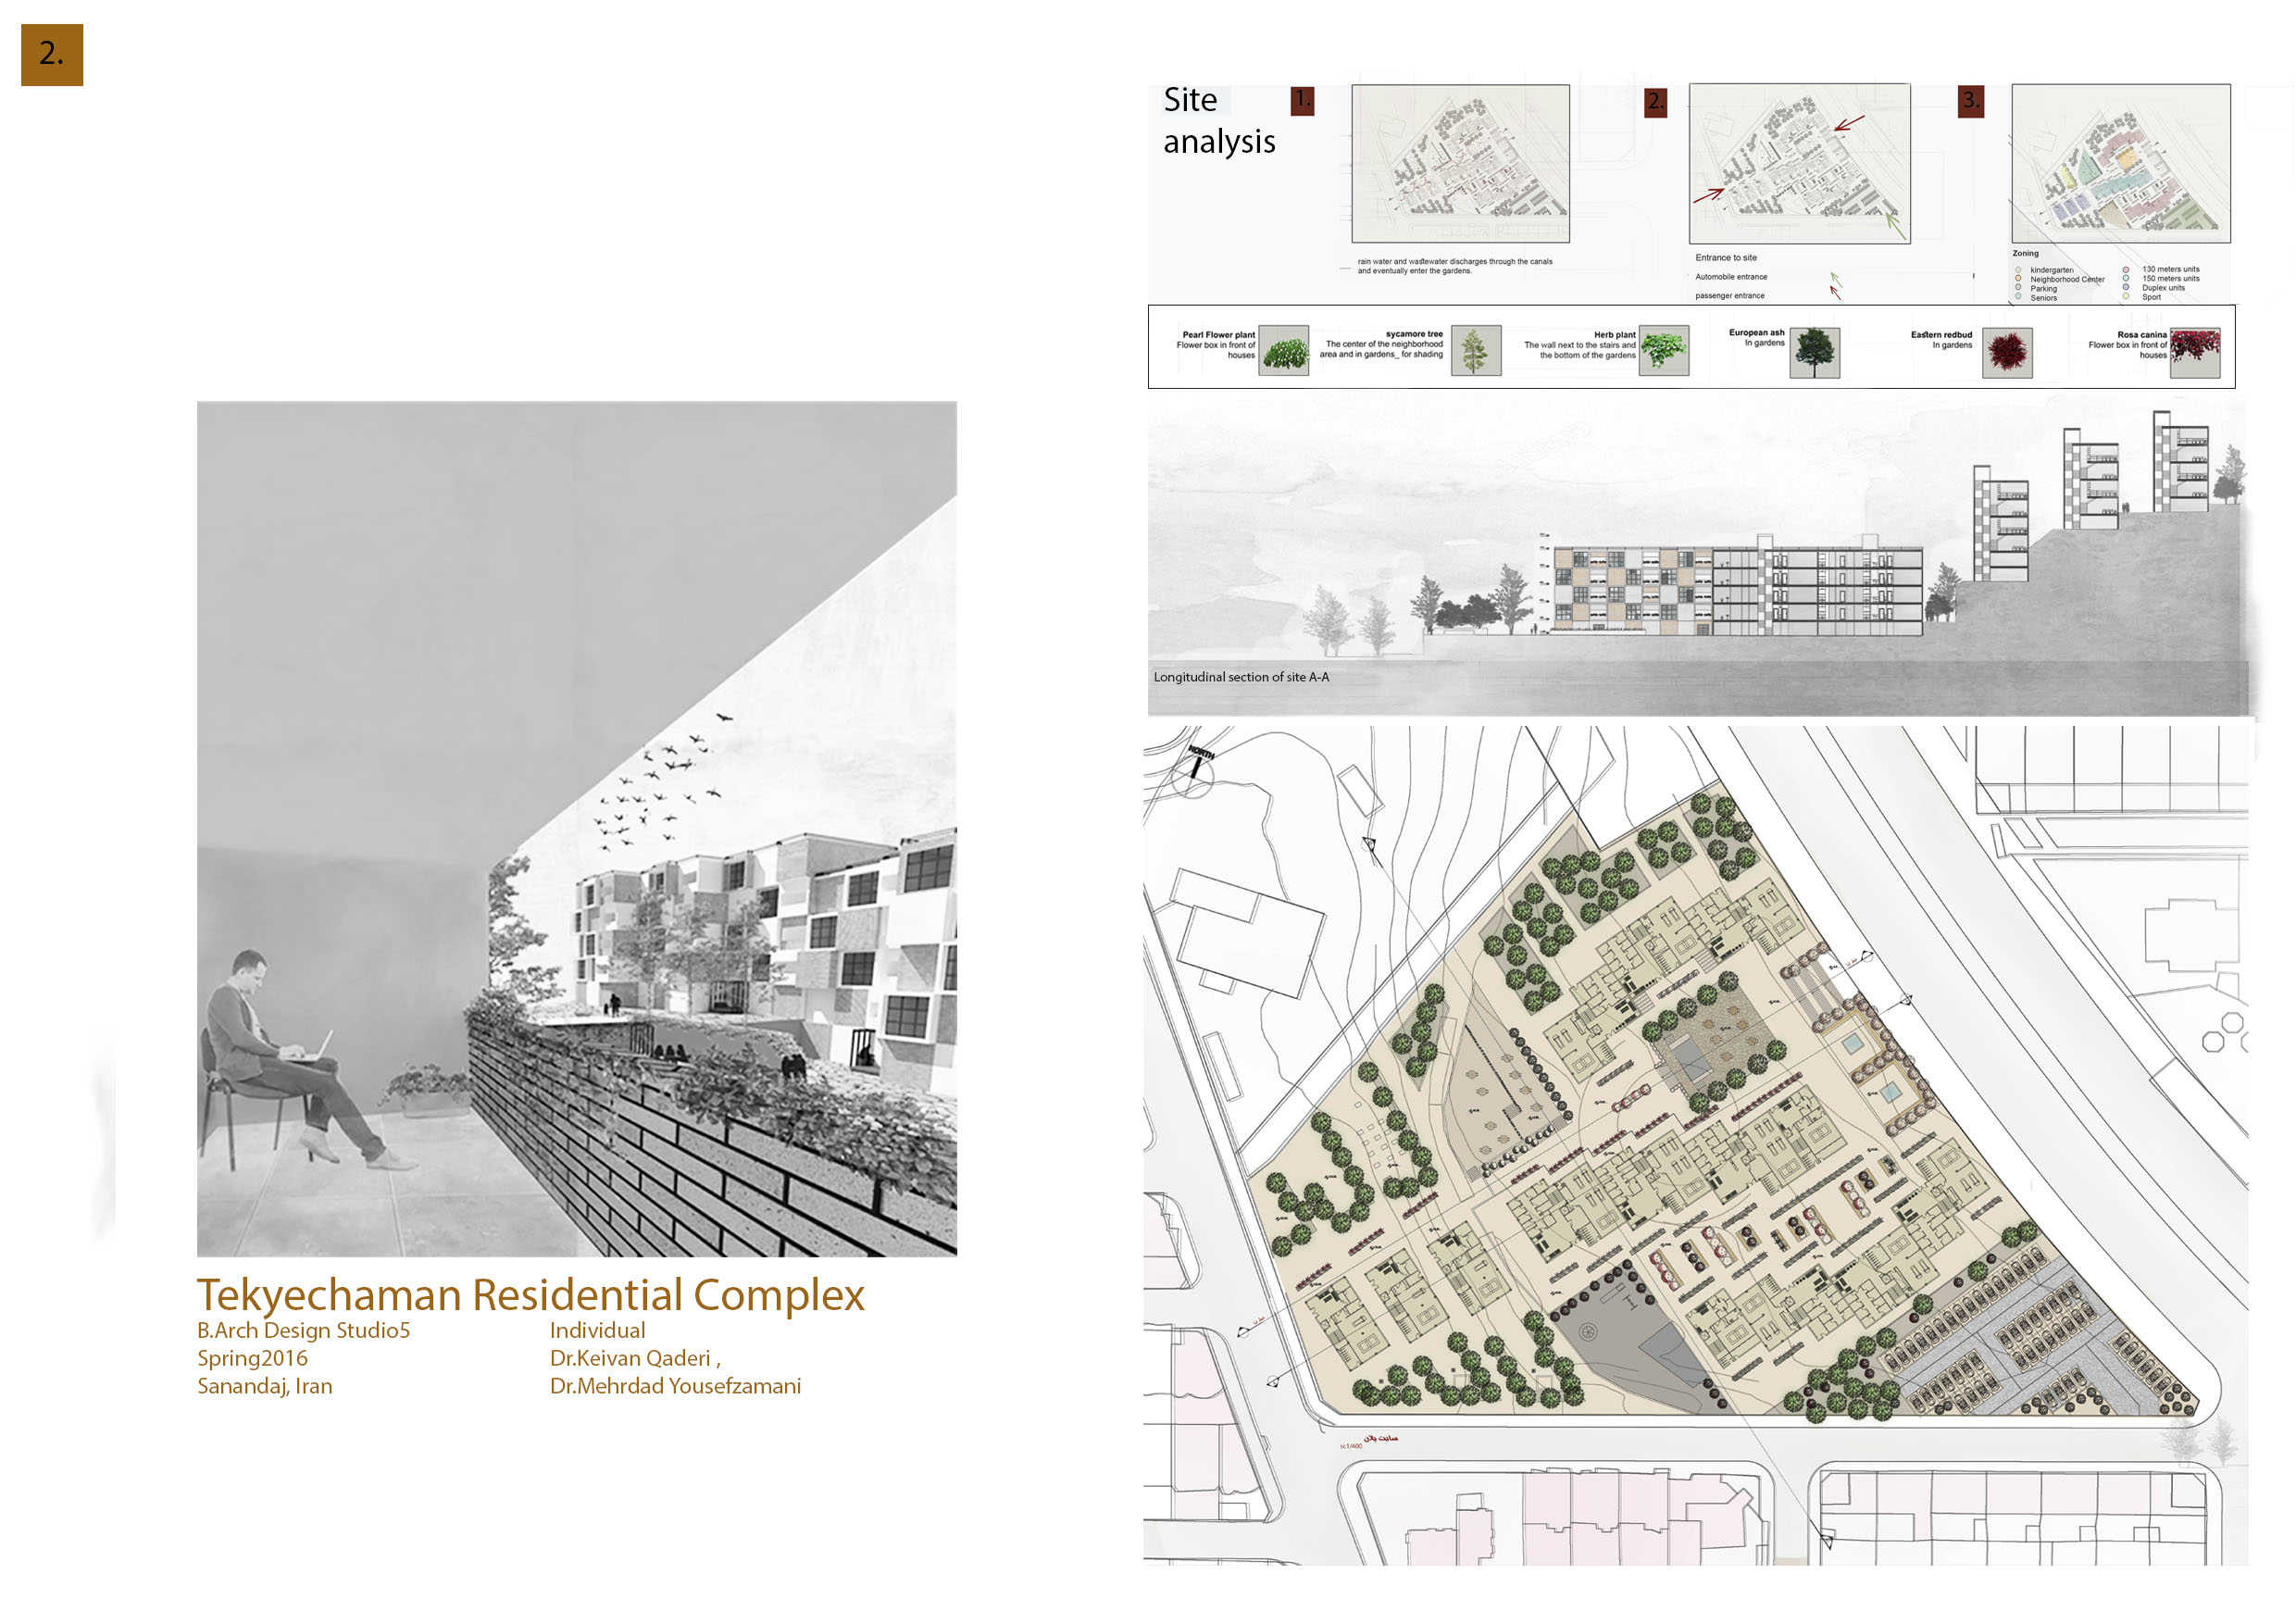 2.
Tekyechaman Residential Complex
B.Arch Design Studio5
Spring2016
Sanandaj, Iran
Individual
Dr.Keivan Qaderi ,
Dr.Mehrdad Yousefzamani
Site
analysis
1.
rain water and wastewater discharges through the canals
and eventually enter the gardens.
2.
Entrance to site
Automobile entrance
passenger entrance
3.
Zoning
kindergarten
Neighborhood Center
Parking
Seniors
130 meters units
150 meters units
Duplex units
Sport
Pearl Flower plant
Flower box in front of
houses
sycamore tree
The center of the neighborhood
area and in gardens_ for shading
Herb plant
The wall next to the stairs and
the bottom of the gardens
European ash
In gardens
Eastern redbud
In gardens
Rosa canina
Flower box in front of
houses
Longitudinal section of site A-A
NORTH
سایت پلان
sc1/400